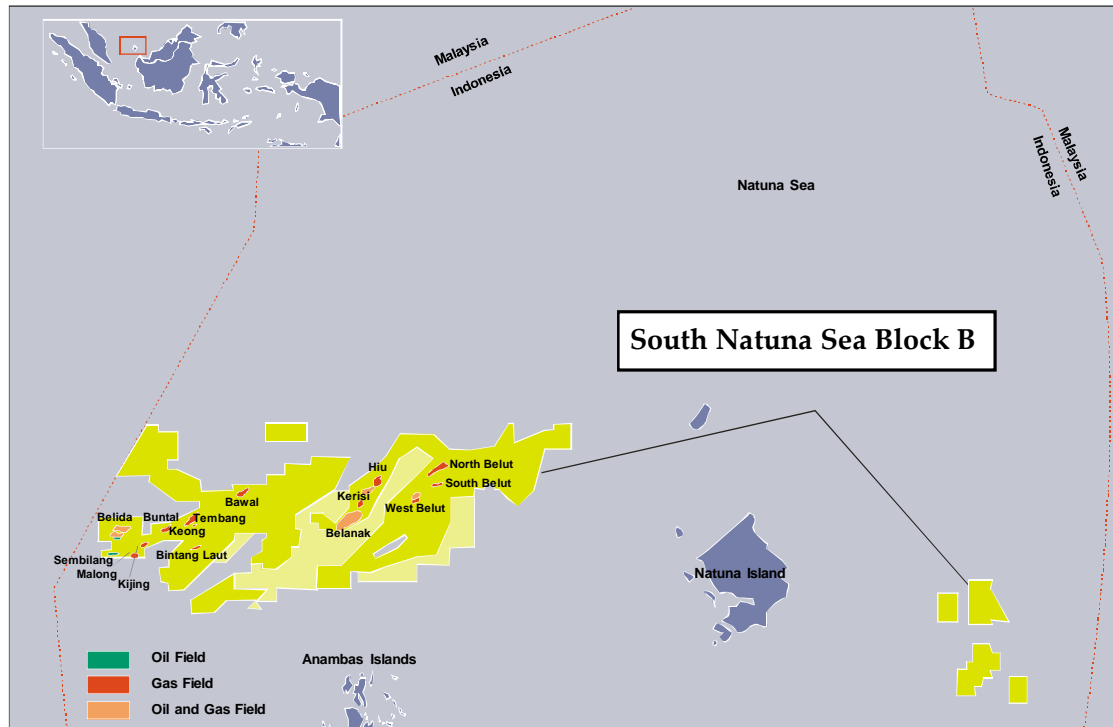 Malaysia
Indonesia
Malaysia
Indonesia
Natuna Sea
South Natuna Sea Block B
Hiu
North Belut
Kerisi
South Belut
Bawal
West Belut
Belida
Buntal
Tembang
Keong
Belanak
Sembilang
Bintang Laut
Malong
Kijing
Natuna Island
Anambas Islands
Oil Field
Gas Field
Oil and Gas Field